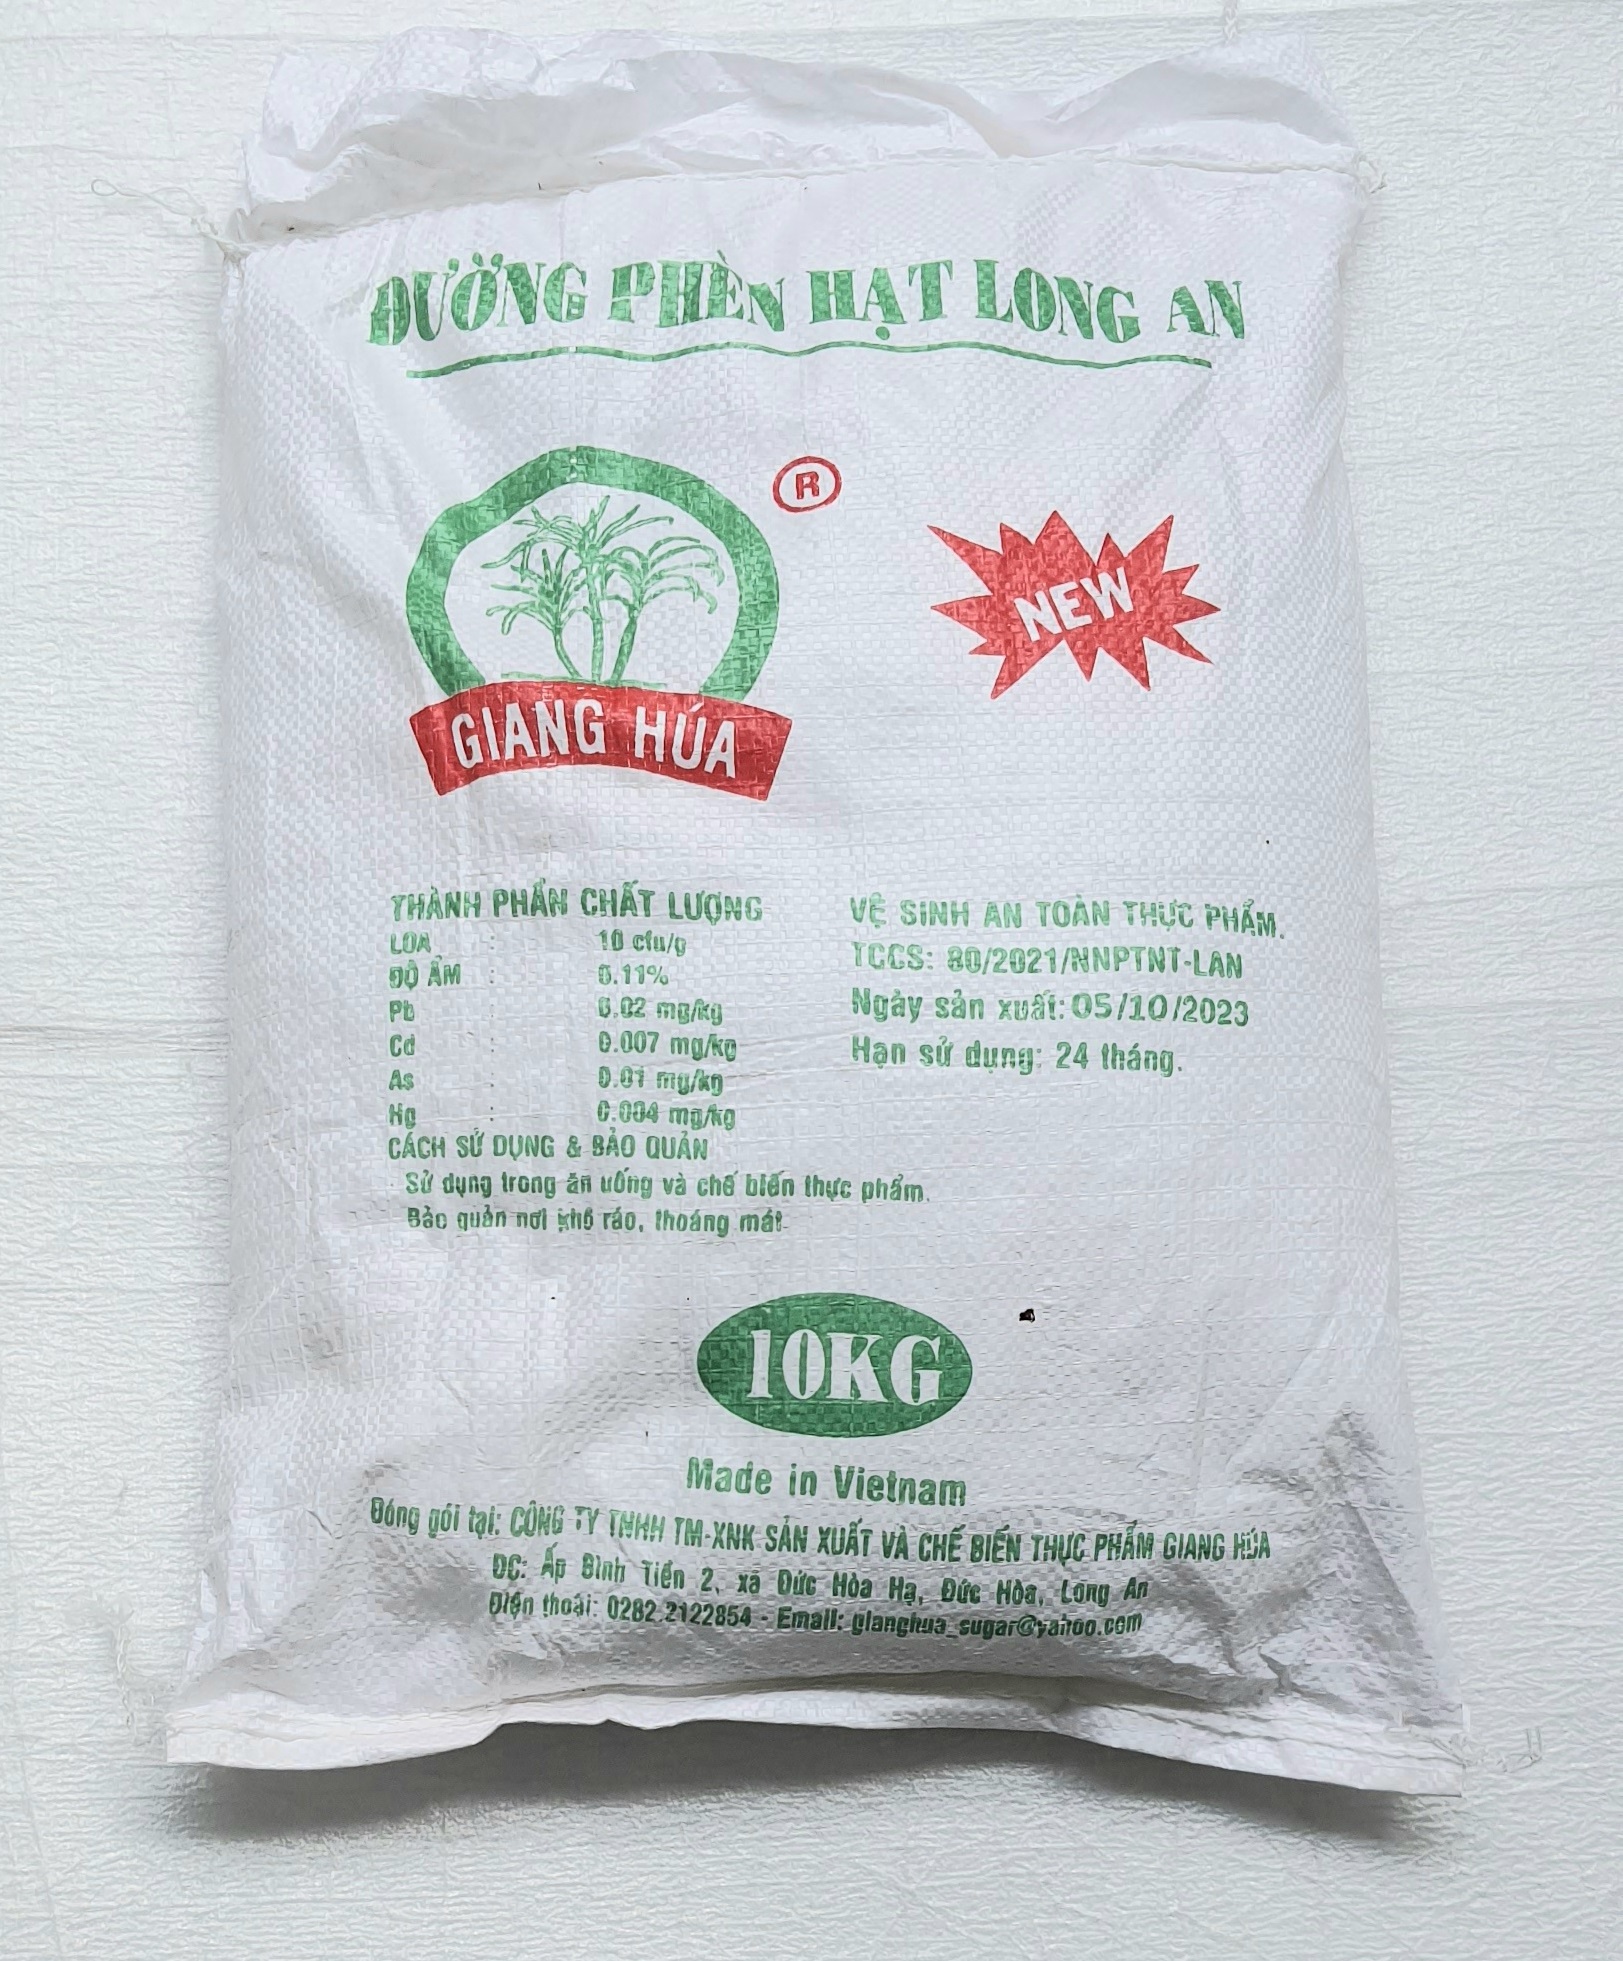 ĐƯỜNG PHÈN HẠT LONG AN
®
NEW
GIANG HÚA
THÀNH PHẦN CHẤT LƯỢNG
LOA : 10 cfu/g
ĐỘ ẨM : 0.11%
Pb : 0.02 mg/kg
Cd : 0.007 mg/kg
As : 0.01 mg/kg
Hg : 0.004 mg/kg
VỆ SINH AN TOÀN THỰC PHẨM.
TCCS: 80/2021/NNPTNT-LAN
Ngày sản xuất: 05/10/2023
Hạn sử dụng: 24 tháng.
CÁCH SỬ DỤNG & BẢO QUẢN
Sử dụng trong ăn uống và chế biến thực phẩm.
Bảo quản nơi khô ráo, thoáng mát.
10KG
Made in Vietnam
Đóng gói tại: CÔNG TY TNHH TM-XNK SẢN XUẤT VÀ CHẾ BIẾN THỰC PHẨM GIANG HÚA
ĐC: Ấp Bình Tiền 2, xã Đức Hòa Hạ, Đức Hòa, Long An
Điện thoại: 0282.2122854 - Email: gianghua_sugar@yahoo.com